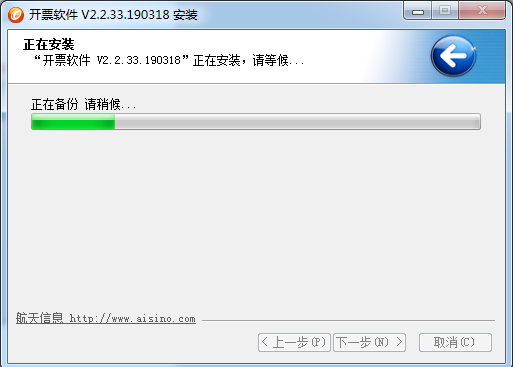 开票软件 V2.2.33.190318 安装
正在安装
“开票软件 V2.2.33.190318”正在安装，请等候...
正在备份 请稍候...
航天信息 http://www.aisino.com
< 上一步(P) 下一步(N) > 取消(C)